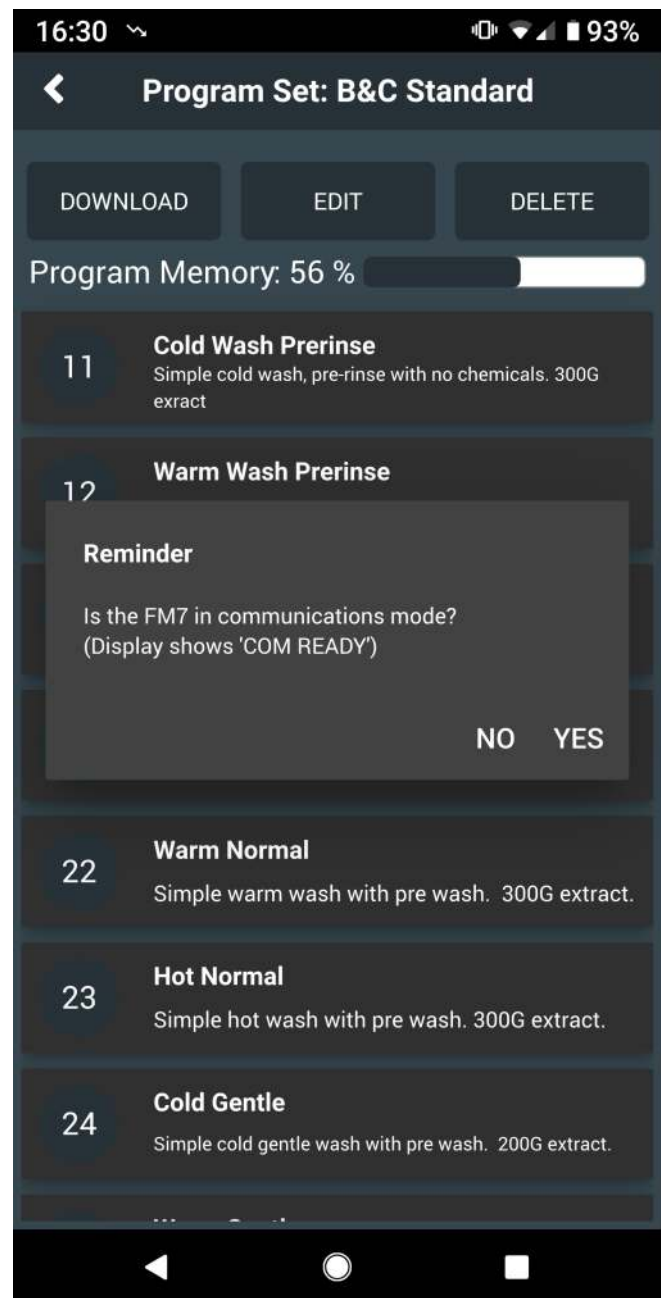 16:30 93%
Program Set: B&C Standard
DOWNLOAD EDIT DELETE
Program Memory: 56 %
11 Cold Wash Prerinse
Simple cold wash, pre-rinse with no chemicals. 300G
exract
12 Warm Wash Prerinse
Reminder
Is the FM7 in communications mode?
(Display shows 'COM READY')
NO YES
22 Warm Normal
Simple warm wash with pre wash. 300G extract.
23 Hot Normal
Simple hot wash with pre wash. 300G extract.
24 Cold Gentle
Simple cold gentle wash with pre wash. 200G extract.